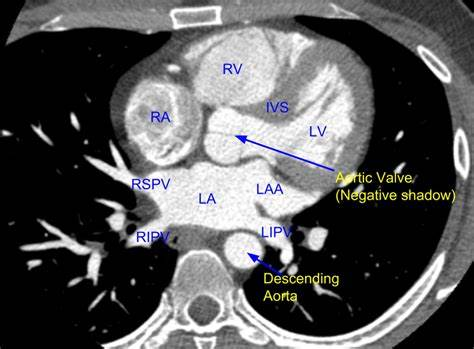 RV
IVS
RA
LV
Aortic Valve
(Negative shadow)
RSPV
LAA
LA
RIPV
LIPV
Descending
Aorta